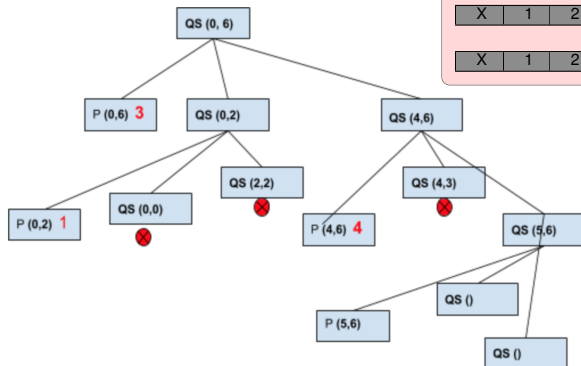 QS (0, 6)
X 1 2
X 1 2
P (0,6) 3
QS (0,2)
QS (4,6)
P (0,2) 1
QS (0,0)
QS (2,2)
P (4,6) 4
QS (4,3)
QS (5,6)
P (5,6)
QS ()
QS ()